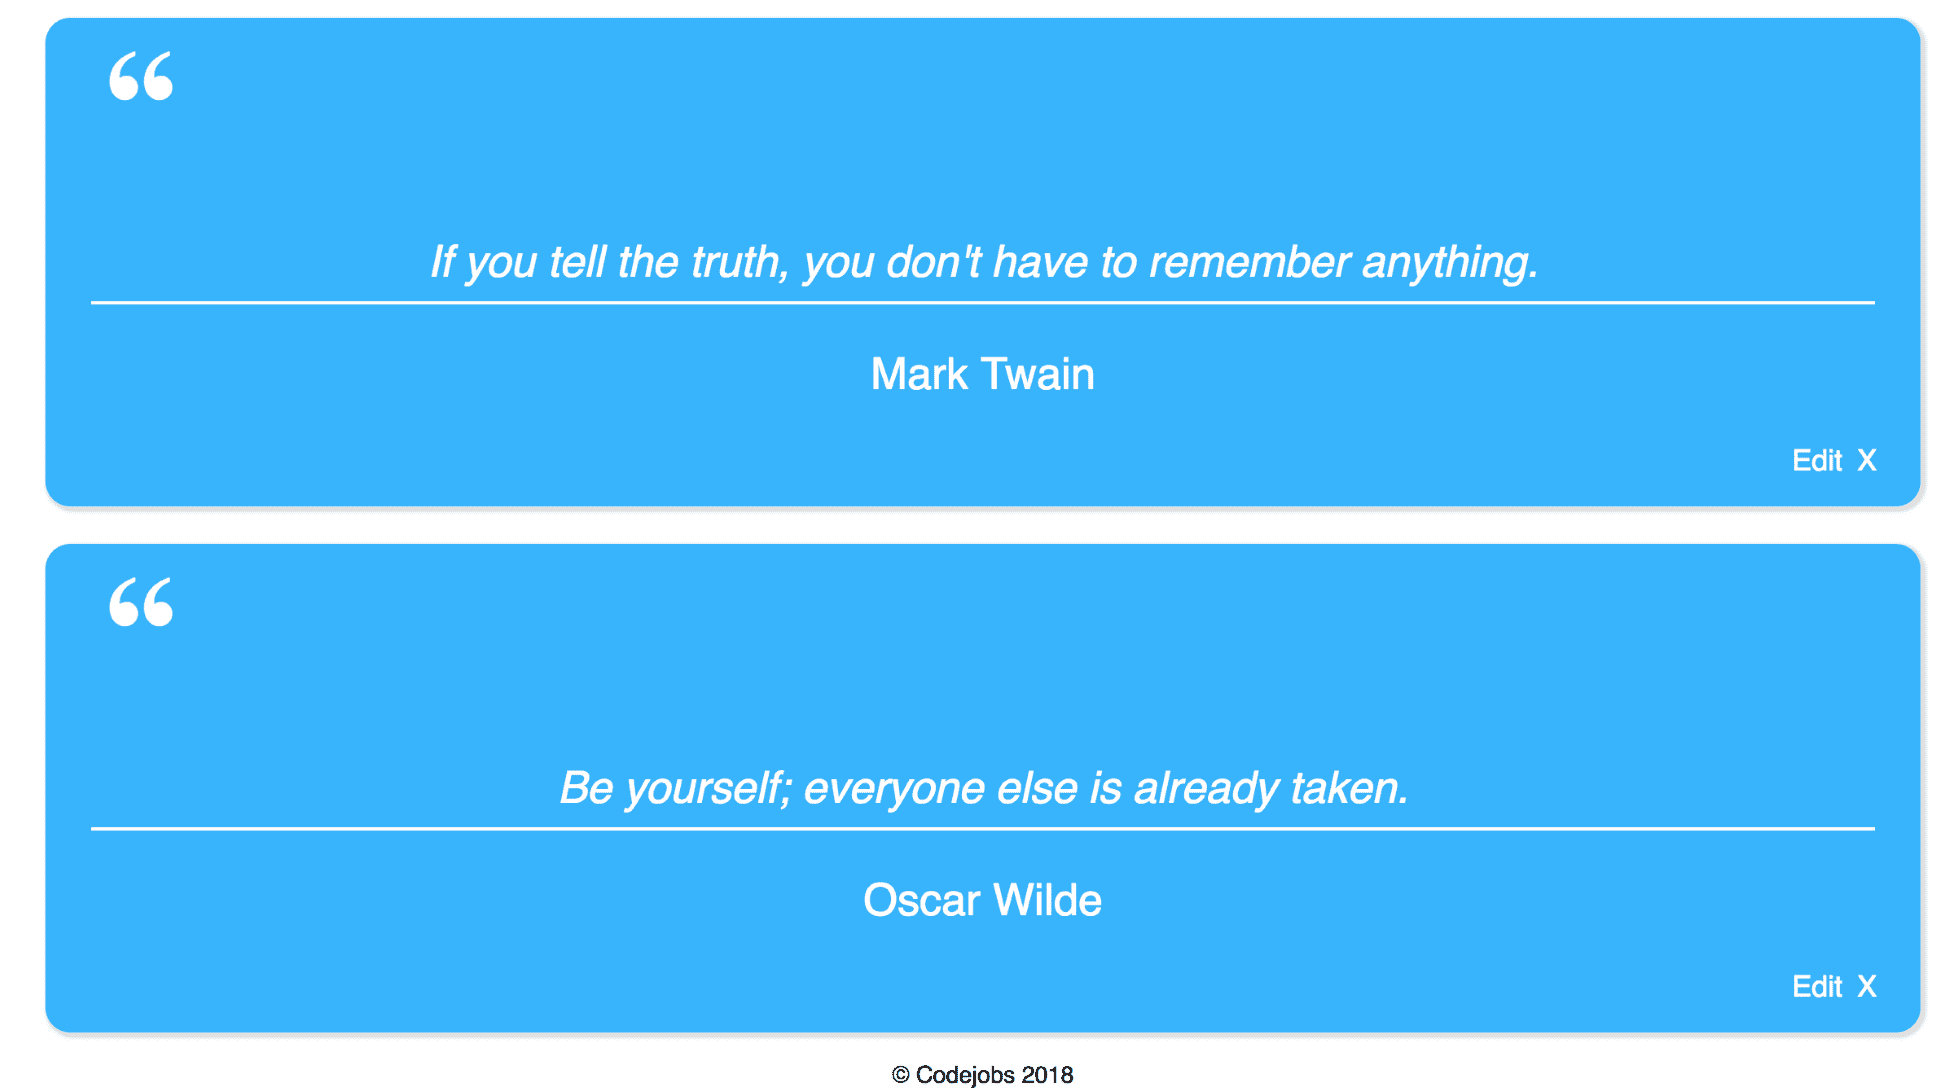 “
If you tell the truth, you don't have to remember anything.
Mark Twain
Edit X
“
Be yourself; everyone else is already taken.
Oscar Wilde
Edit X
© Codejobs 2018